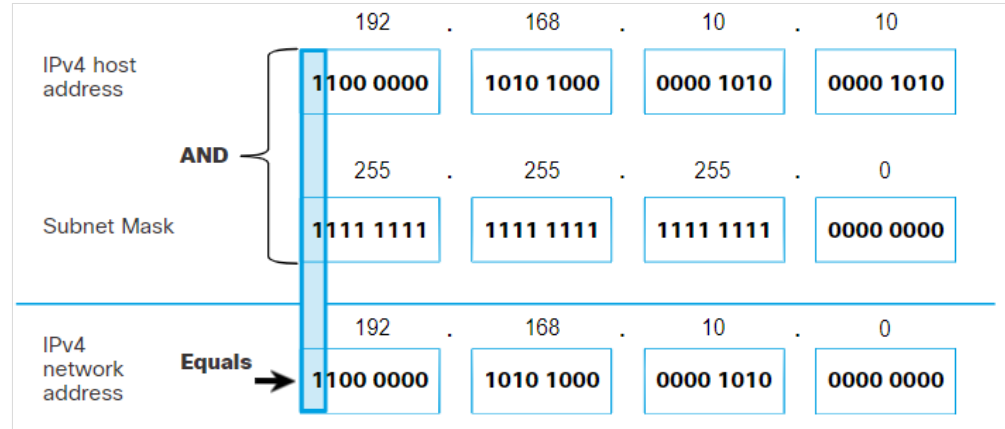 192 . 168 . 10 . 10
IPv4 host
address
1100 0000 1010 1000 0000 1010 0000 1010
AND
255 . 255 . 255 . 0
Subnet Mask
1111 1111 1111 1111 1111 1111 0000 0000
192 . 168 . 10 . 0
IPv4
network
address
Equals
1100 0000 1010 1000 0000 1010 0000 0000